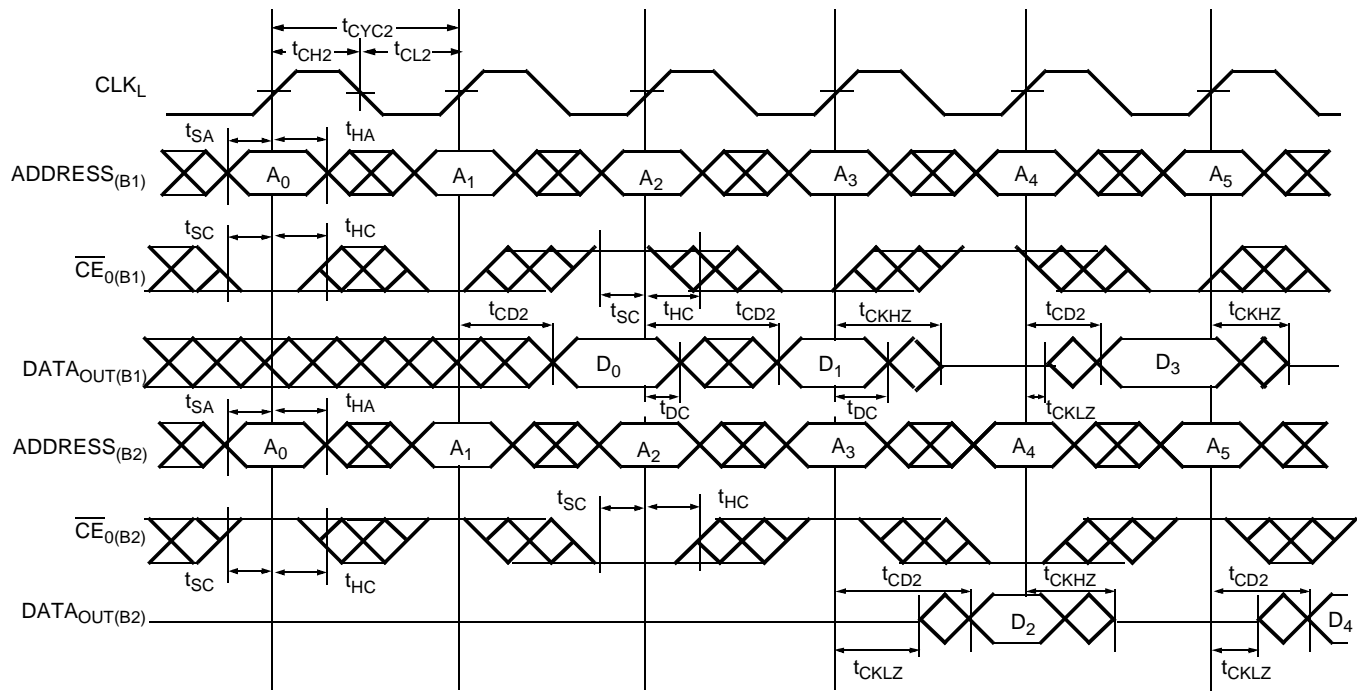 tCYC2
tCH2
tCL2
CLKL
tSA
tHA
ADDRESS(B1)
A0
A1
A2
A3
A4
A5
tSC
tHC
CE0(B1)
tCD2
tSC
tHC
tCD2
tCKHZ
tCD2
tCKHZ
DATAOUT(B1)
D0
D1
D3
tSA
tHA
tDC
tDC
tCKLZ
ADDRESS(B2)
A0
A1
A2
A3
A4
A5
tSC
tHC
CE0(B2)
tSC
tHC
tCD2
tCKHZ
tCD2
DATAOUT(B2)
D2
D4
tCKLZ
tCKLZ